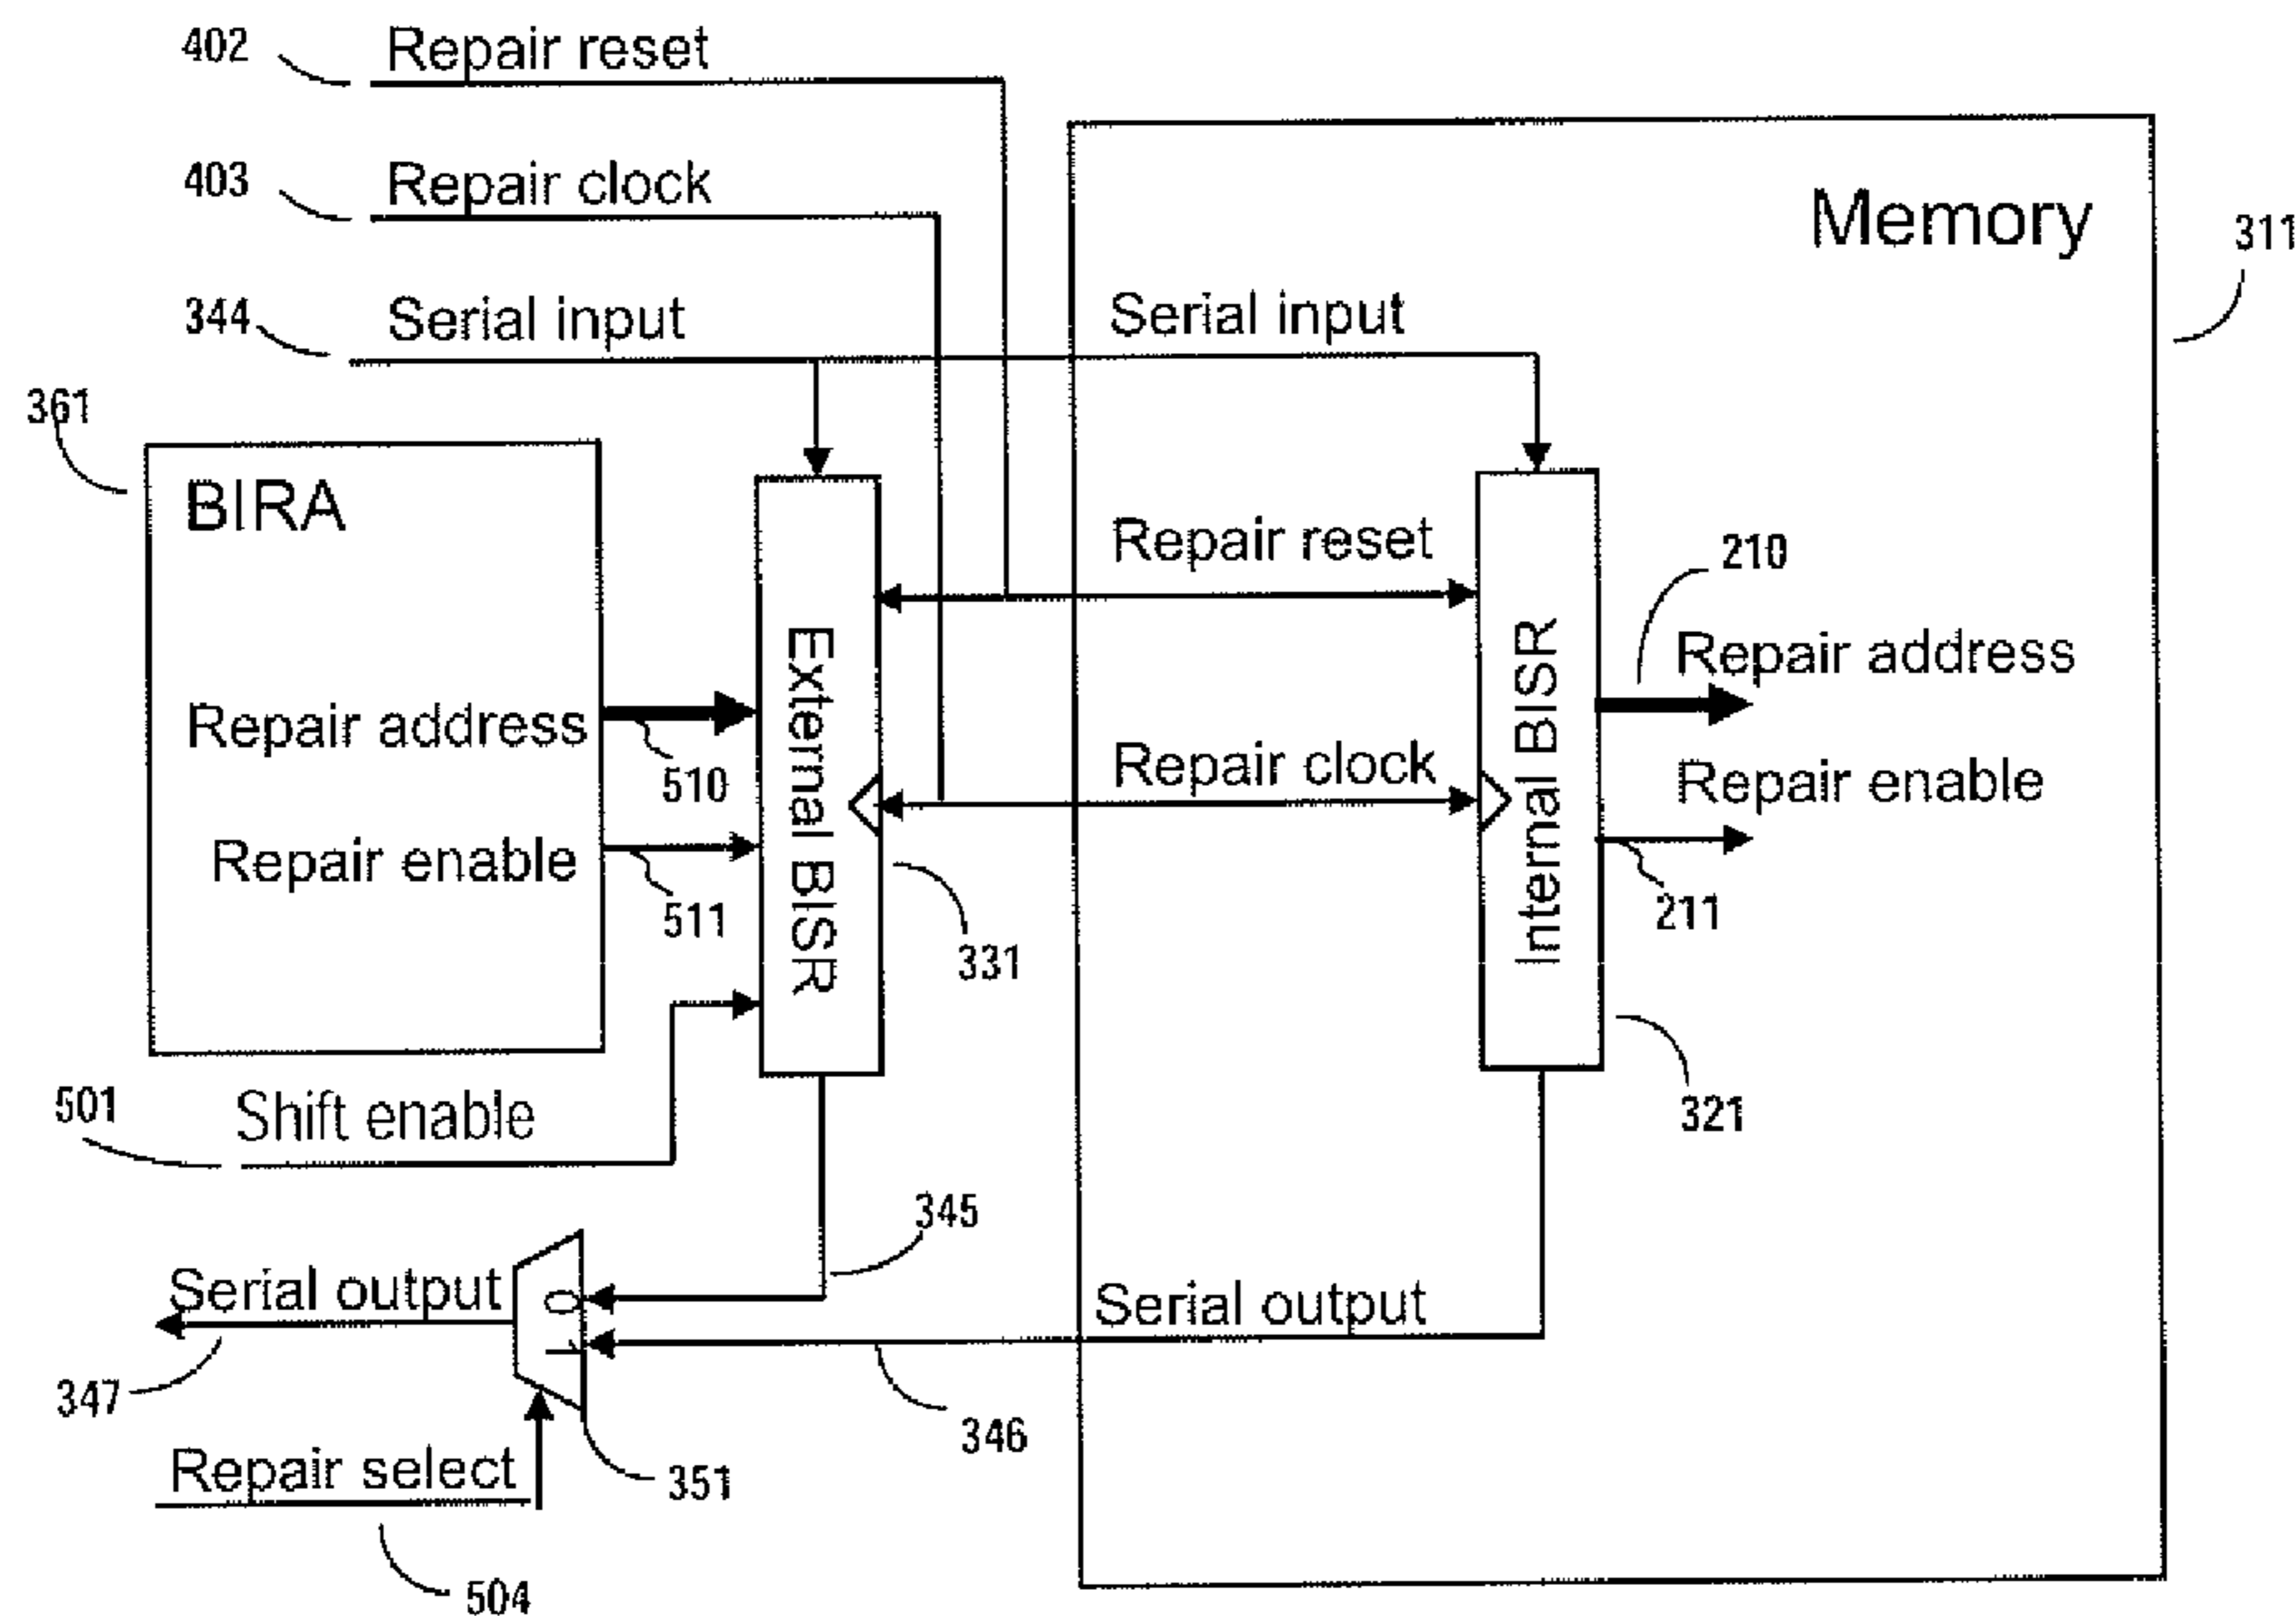 402 Repair reset
403 Repair clock
Memory
311
344 Serial input
Serial input
361
BIRA
Repair reset
210
Repair address
Repair address
510
External BISR
Repair clock
Internal BISR
Repair enable
Repair enable
511
331
211
501 Shift enable
321
345
Serial output
0
1
Serial output
347
346
Repair select
351
504